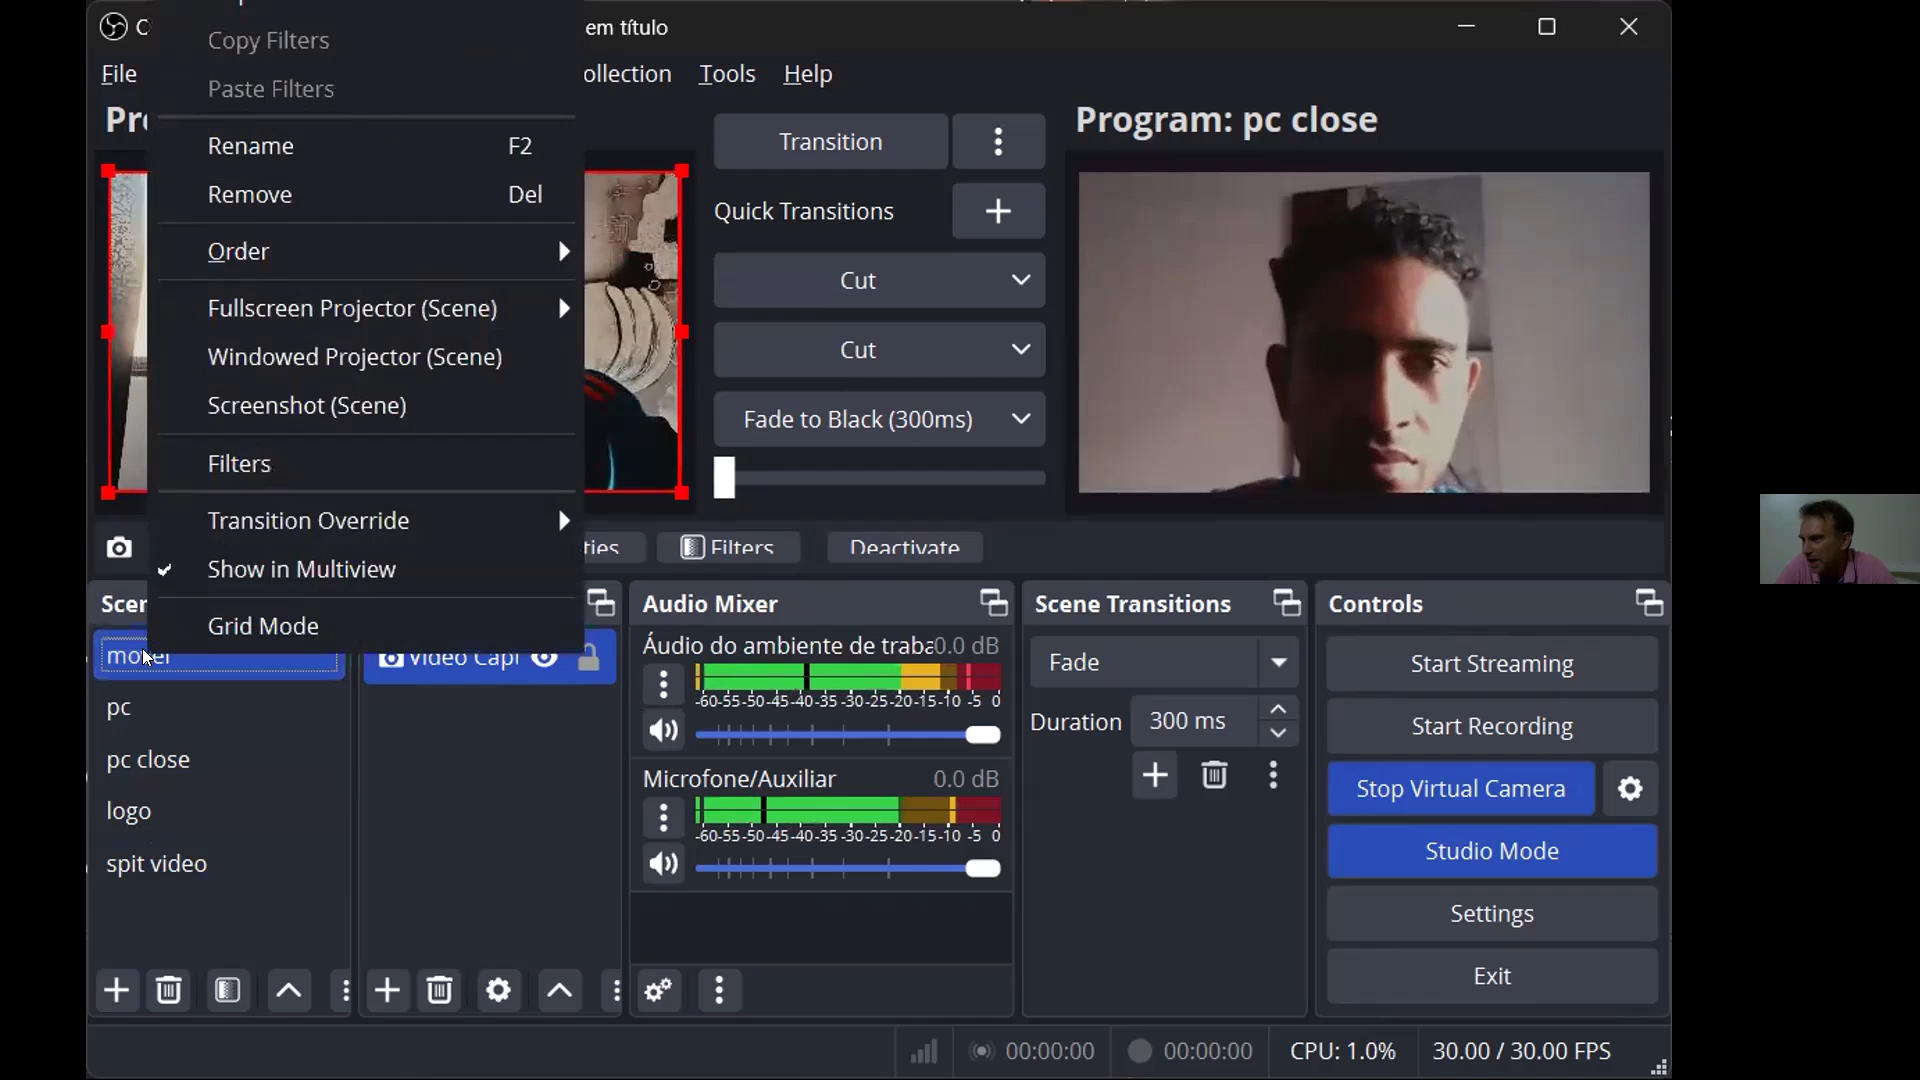 em título
File
ollection
Tools
Help
Copy Filters
Paste Filters
Rename F2
Remove Del
Order
Fullscreen Projector (Scene)
Windowed Projector (Scene)
Screenshot (Scene)
Filters
Transition Override
Show in Multiview
Grid Mode
Transition
Quick Transitions
Cut
Cut
Fade to Black (300ms)
Program: pc close
ties
Filters
Deactivate
Scen
pc
pc close
logo
spit video
Video Capt
Audio Mixer
Áudo do ambiente de traba 0.0 dB
-60 -55 -50 -45 -40 -35 -30 -25 -20 -15 -10 -5 0
Microfone/Auxiliar 0.0 dB
-60 -55 -50 -45 -40 -35 -30 -25 -20 -15 -10 -5 0
Scene Transitions
Fade
Duration 300 ms
Controls
Start Streaming
Start Recording
Stop Virtual Camera
Studio Mode
Settings
Exit
00:00:00
00:00:00
CPU: 1.0%
30.00 / 30.00 FPS